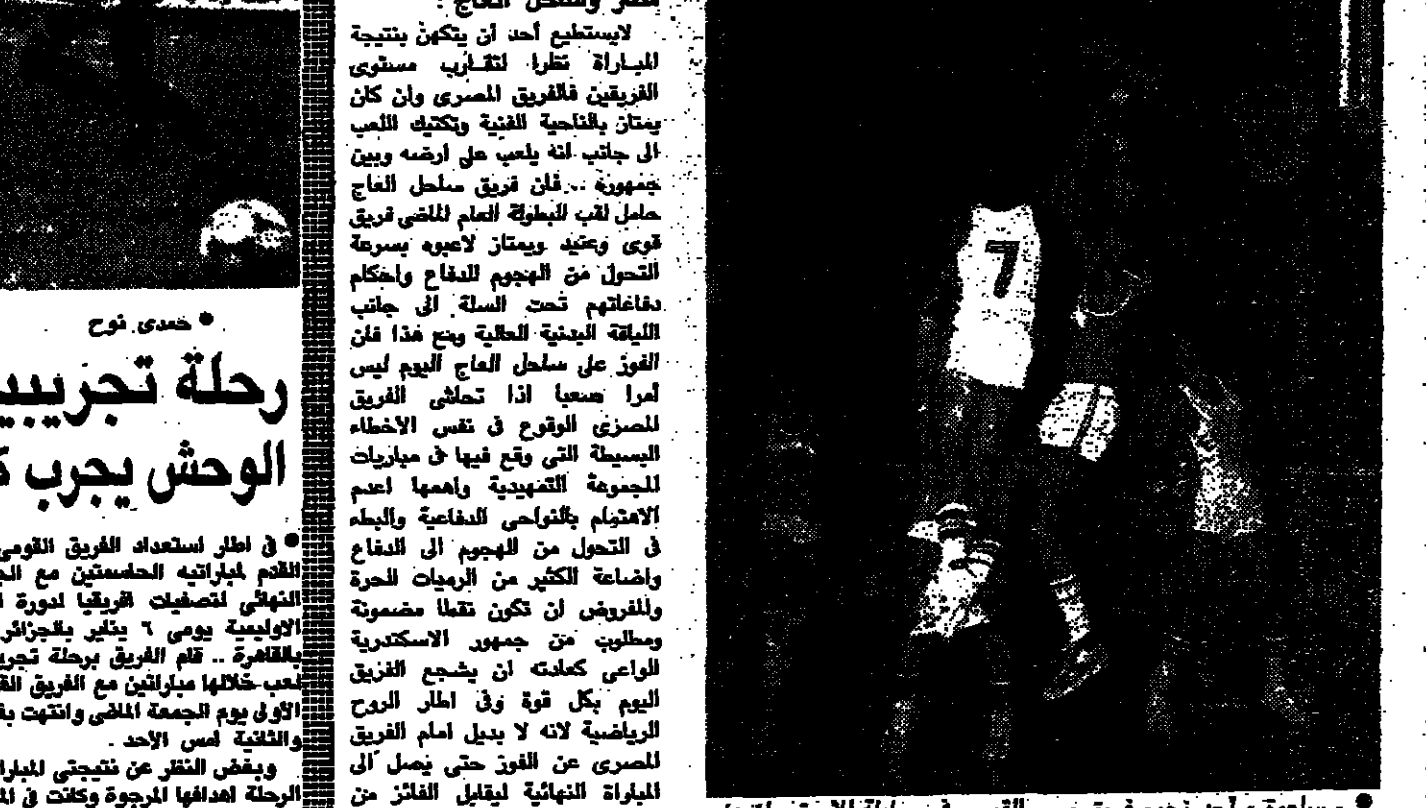 لايستطيع أحد أن يتكهن بنتيجة
المباراة نظرا لتقارب مستوى
الفريقين فالفريق المصرى وان كان
يمتاز بالناحية الفنية وتكتيك اللعب
الى جانب انه يلعب على ارضه وبين
جمهوره .. فان فريق ساحل العاج
حامل لقب البطولة العام الماضى فريق
قوى وعنيد ويمتاز لاعبوه بسرعة
التحول من الهجوم للدفاع واحكام
دفاعاتهم تحت السلة الى جانب
اللياقة البدنية العالية ومع هذا فان
الفوز على ساحل العاج اليوم ليس
أمرا صعبا اذا تحاشى الفريق
المصرى الوقوع فى نفس الاخطاء
البسيطة التى وقع فيها فى مباريات
المجموعة التمهيدية واهمها اعدم
الاهتمام بالنواحى الدفاعية والبطء
فى التحول من الهجوم الى الدفاع
واضاعة الكثير من الرميات الحرة
والمفروض ان تكون نقطا مضمونة
ومطلوب من جمهور الاسكندرية
الواعى كعادته ان يشجع الفريق
اليوم بكل قوة وفى اطار الروح
الرياضية لانه لا بديل امام الفريق
المصرى عن الفوز حتى يصل الى
المباراة النهائية ليقابل الفائز من
7
● حمدى نوح
رحلة تجريبي
الوحش يجرب
● فى اطار استعداد الفريق القومى
القدم لمباراتيه الحاسمتين مع
النهائى لتصفيات افريقيا لدورة
الاوليمبية يومى ٦ يناير بالجزائر
بالقاهرة .. قام الفريق برحلة
لعب خلالها مباراتين مع الفريق
الأولى يوم الجمعة الماضى وانتهت
والثانية امس الأحد .
وبغض النظر عن نتيجتى
الرحلة اهدافها المرجوة وكانت فى